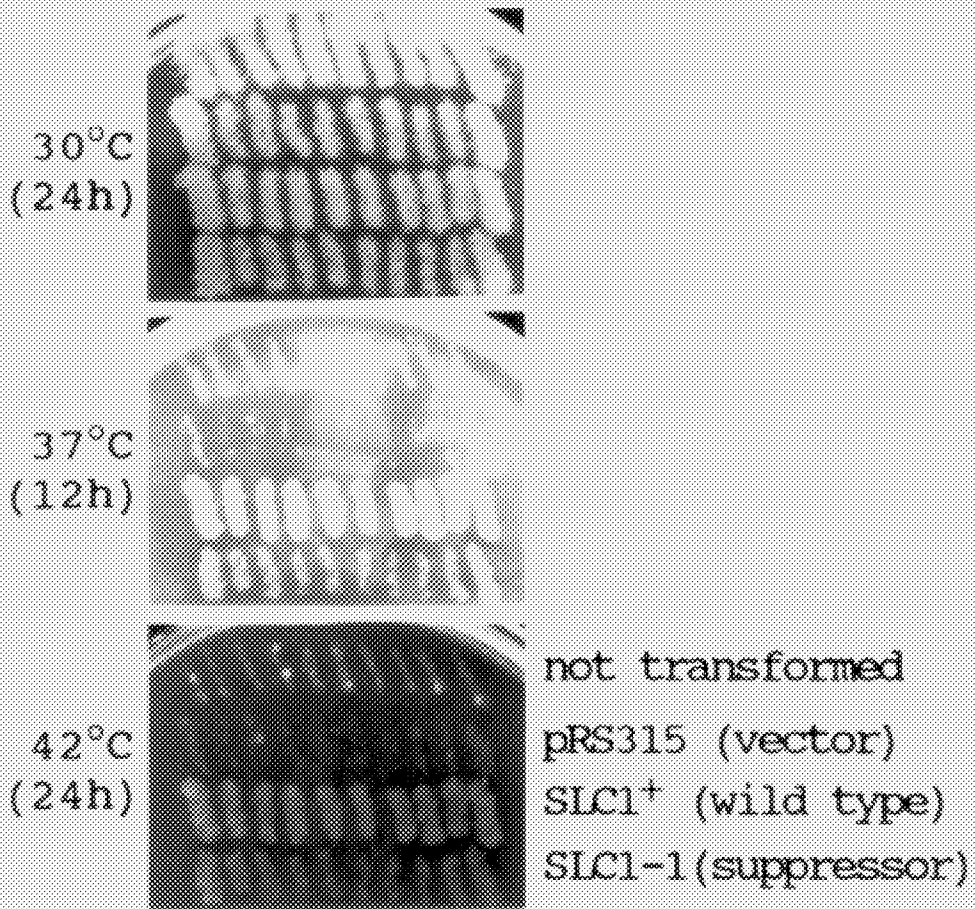 30°C
(24h)
37°C
(12h)
42°C
(24h)
not transformed
pRS315 (vector)
SLC1⁺ (wild type)
SLC1-1(suppressor)